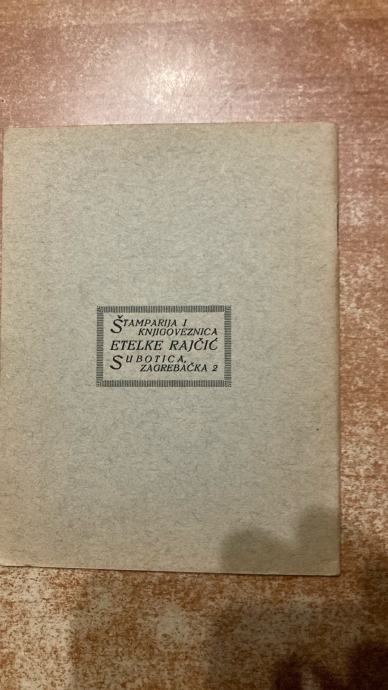 ŠTAMPARIJA I
KNJIGOVEZNICA
ETELKE RAJČIĆ
SUBOTICA,
ZAGREBAČKA 2